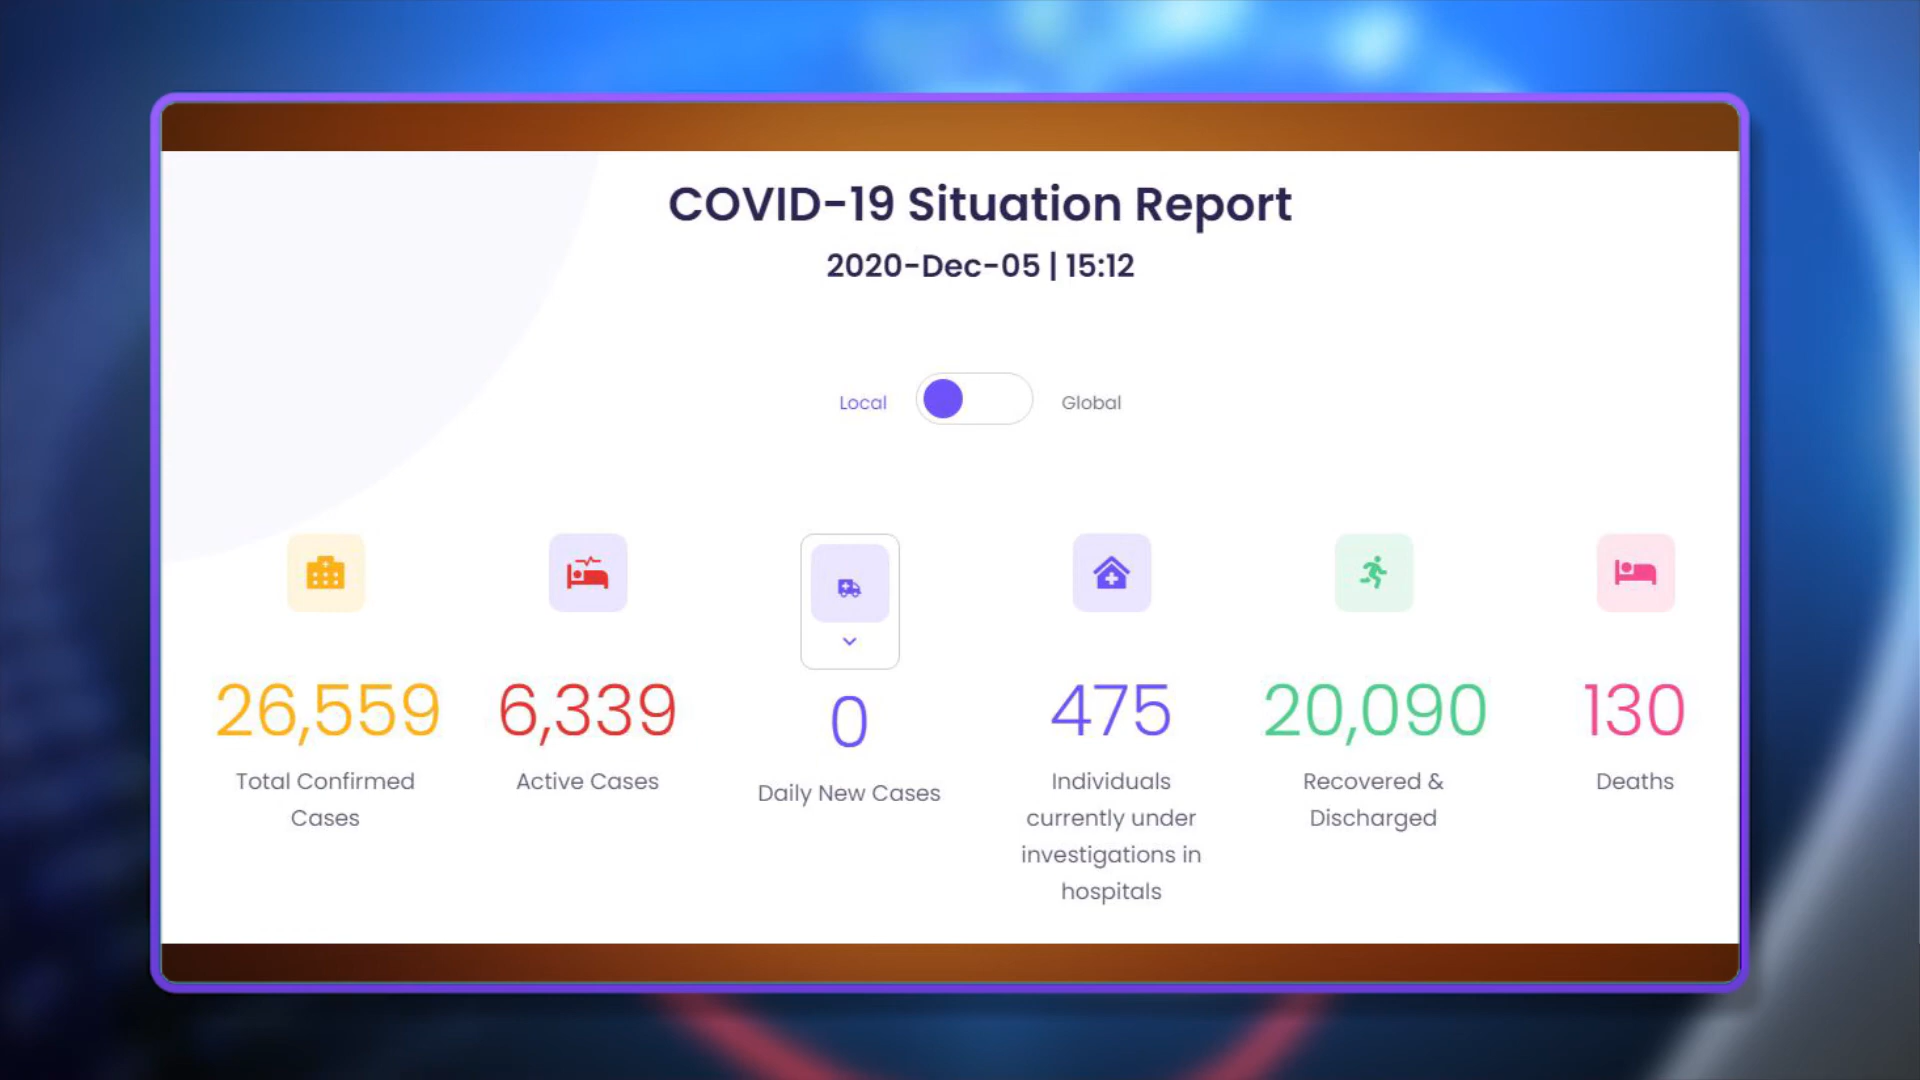 COVID-19 Situation Report
2020-Dec-05 | 15:12
Local
Global
26,559
Total Confirmed
Cases
6,339
Active Cases
0
Daily New Cases
475
Individuals
currently under
investigations in
hospitals
20,090
Recovered &
Discharged
130
Deaths